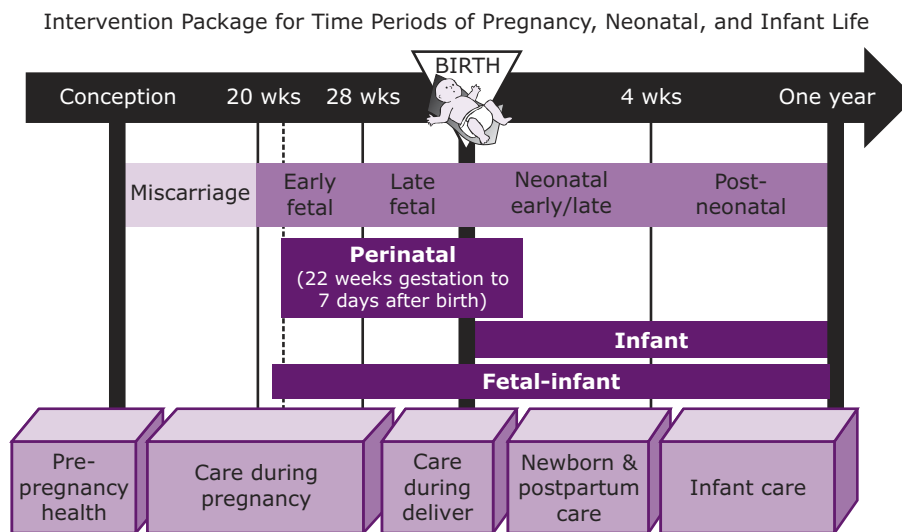 Intervention Package for Time Periods of Pregnancy, Neonatal, and Infant Life
BIRTH
Conception
20 wks
28 wks
4 wks
One year
Miscarriage
Early
fetal
Late
fetal
Neonatal
early/late
Post-
neonatal
Perinatal
(22 weeks gestation to
7 days after birth)
Infant
Fetal-infant
Pre-
pregnancy
health
Care during
pregnancy
Care
during
deliver
Newborn &
postpartum
care
Infant care